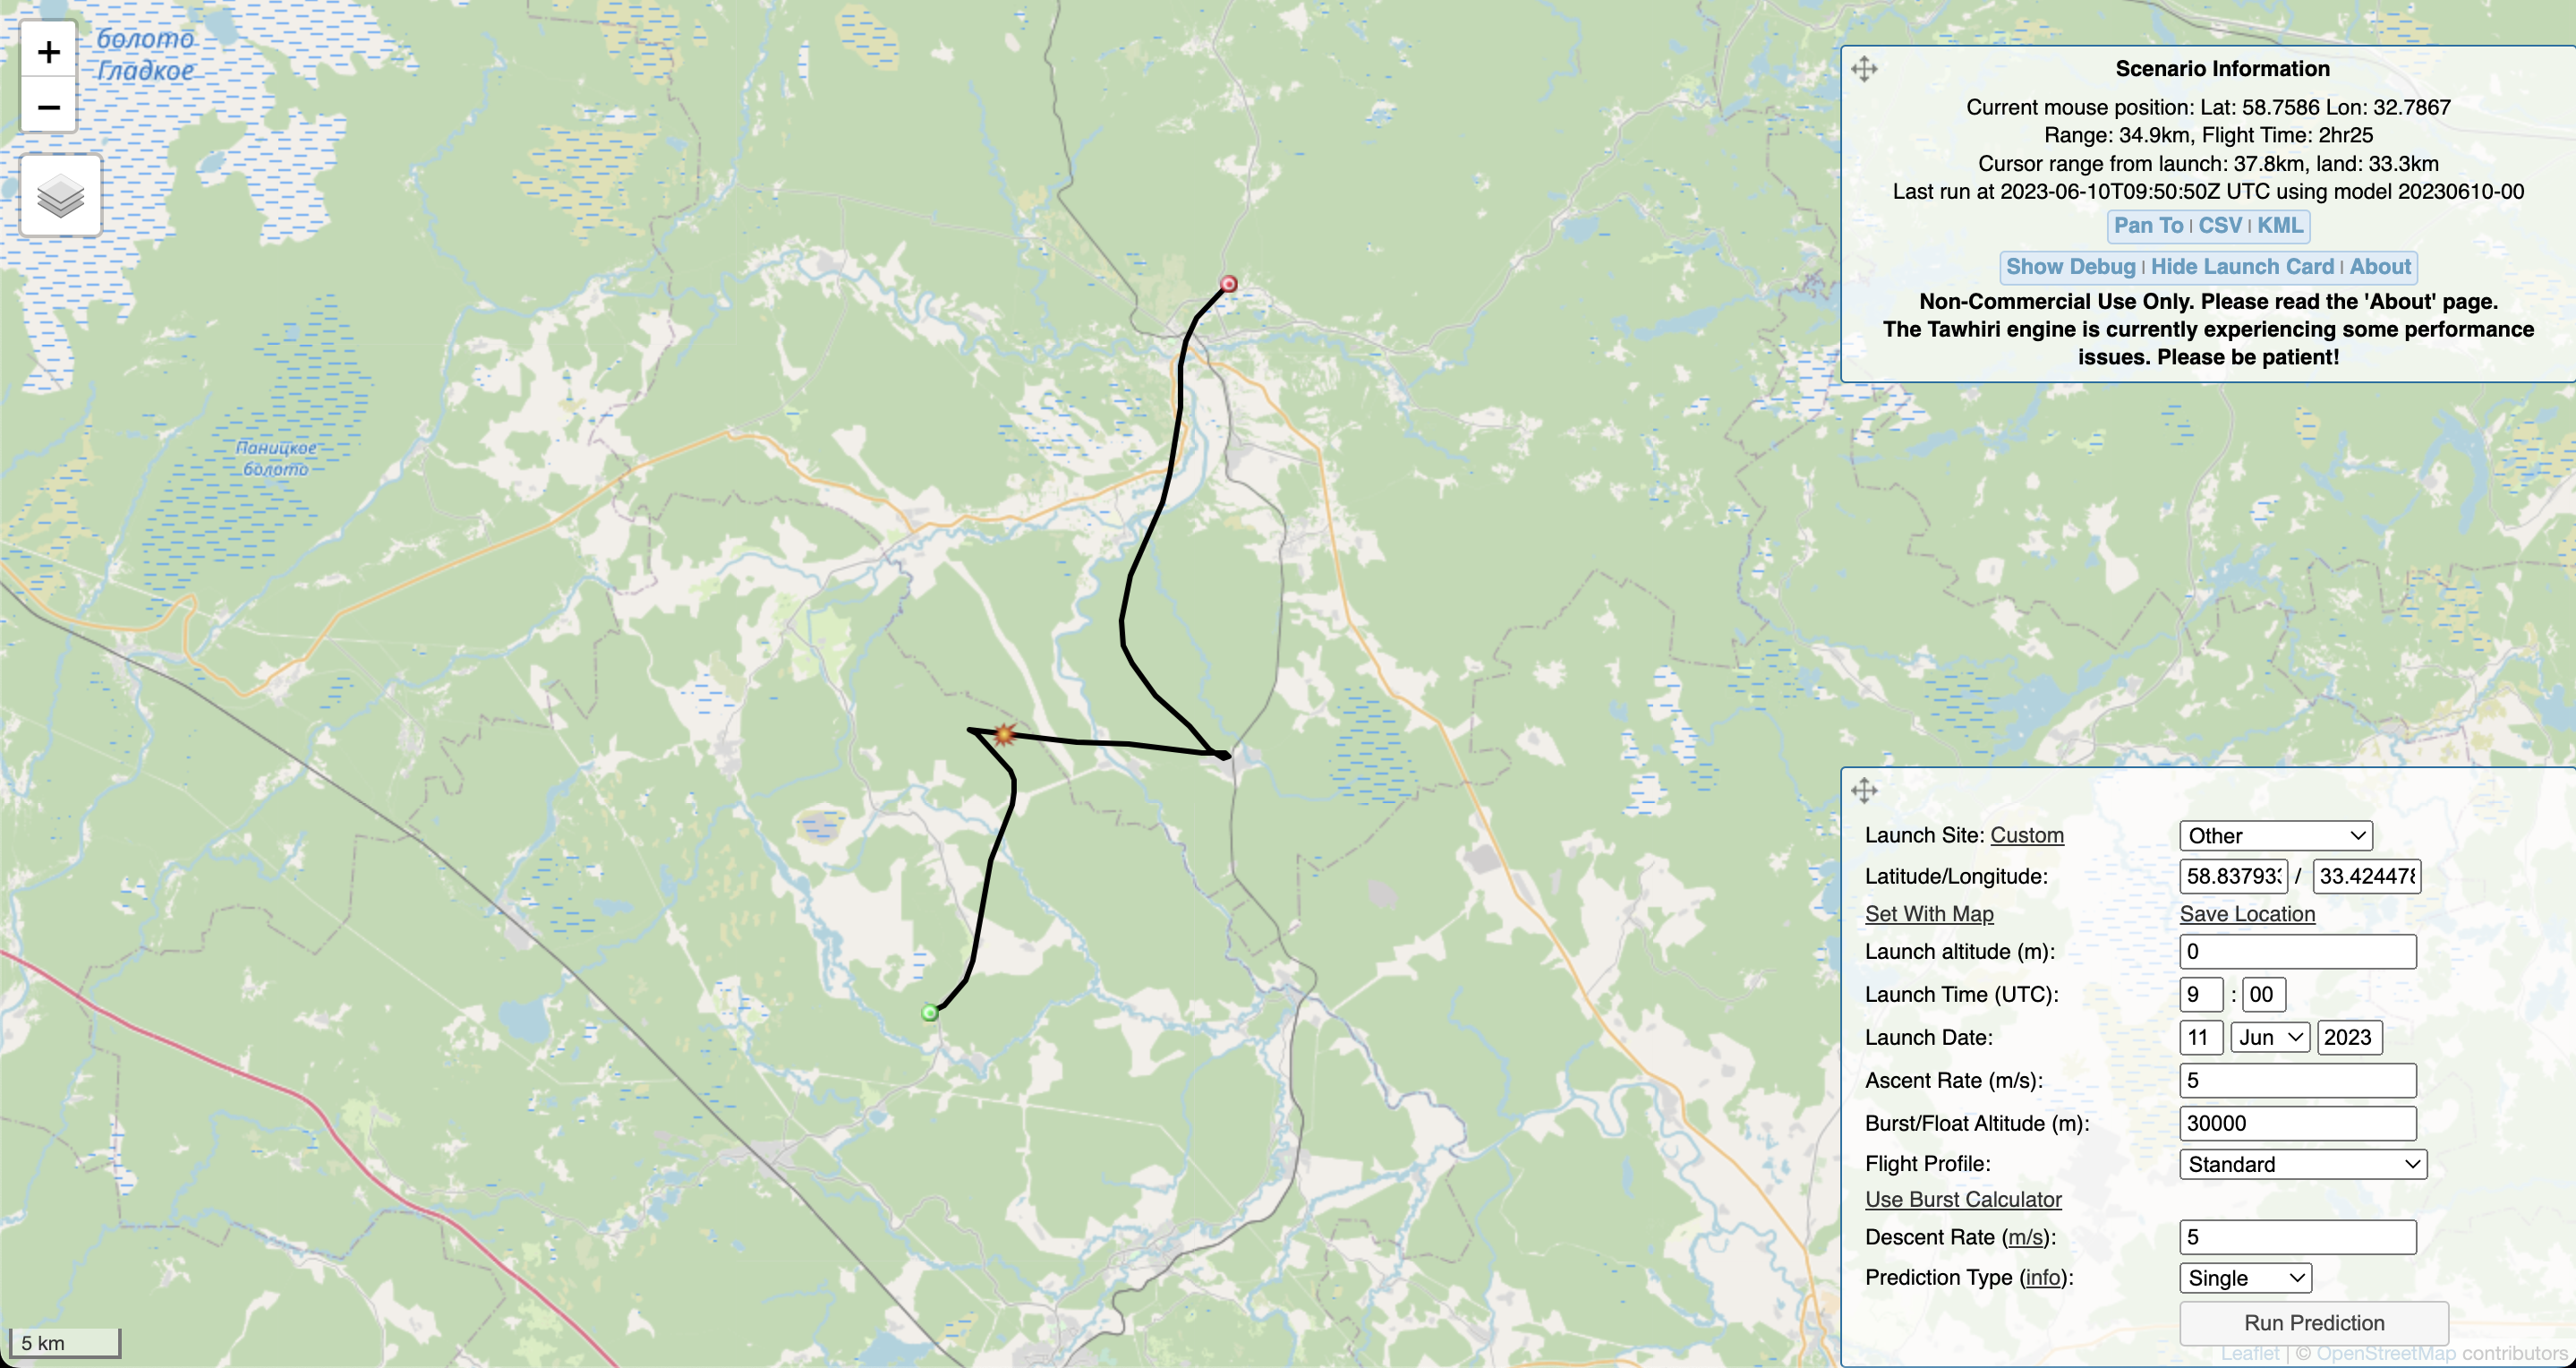 +
болото
Гладкое
−
Паницкое
болото
5 km
Scenario Information
Current mouse position: Lat: 58.7586 Lon: 32.7867
Range: 34.9km, Flight Time: 2hr25
Cursor range from launch: 37.8km, land: 33.3km
Last run at 2023-06-10T09:50:50Z UTC using model 20230610-00
Pan To | CSV | KML
Show Debug | Hide Launch Card | About
Non-Commercial Use Only. Please read the 'About' page.
The Tawhiri engine is currently experiencing some performance
issues. Please be patient!
Launch Site: Custom Other
Latitude/Longitude: 58.83793 / 33.42447
Set With Map Save Location
Launch altitude (m): 0
Launch Time (UTC): 9 : 00
Launch Date: 11 Jun 2023
Ascent Rate (m/s): 5
Burst/Float Altitude (m): 30000
Flight Profile: Standard
Use Burst Calculator
Descent Rate (m/s): 5
Prediction Type (info): Single
Run Prediction
Leaflet | © OpenStreetMap contributors